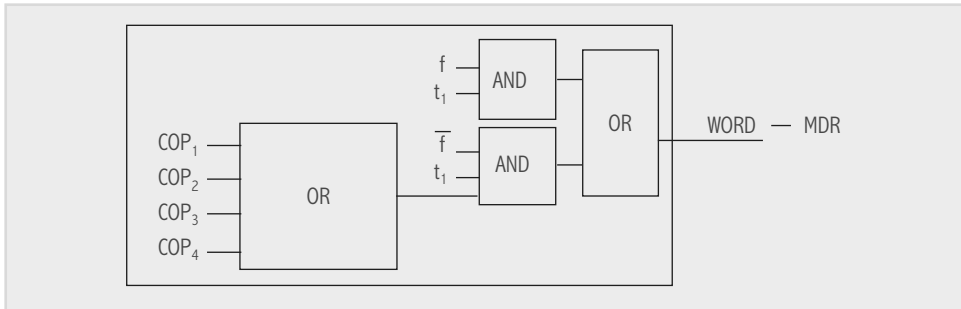 f
t₁
AND
f̅
t₁
AND
OR
WORD — MDR
COP₁
COP₂
COP₃
COP₄
OR